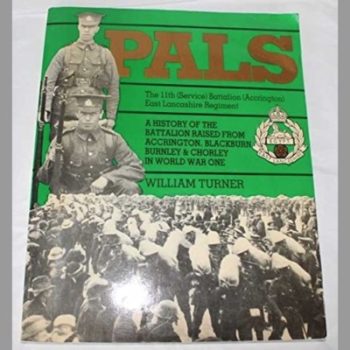 PALS
The 11th (Service) Battalion (Accrington)
East Lancashire Regiment
A HISTORY OF THE
BATTALION RAISED FROM
ACCRINGTON, BLACKBURN,
BURNLEY & CHORLEY
IN WORLD WAR ONE
WILLIAM TURNER